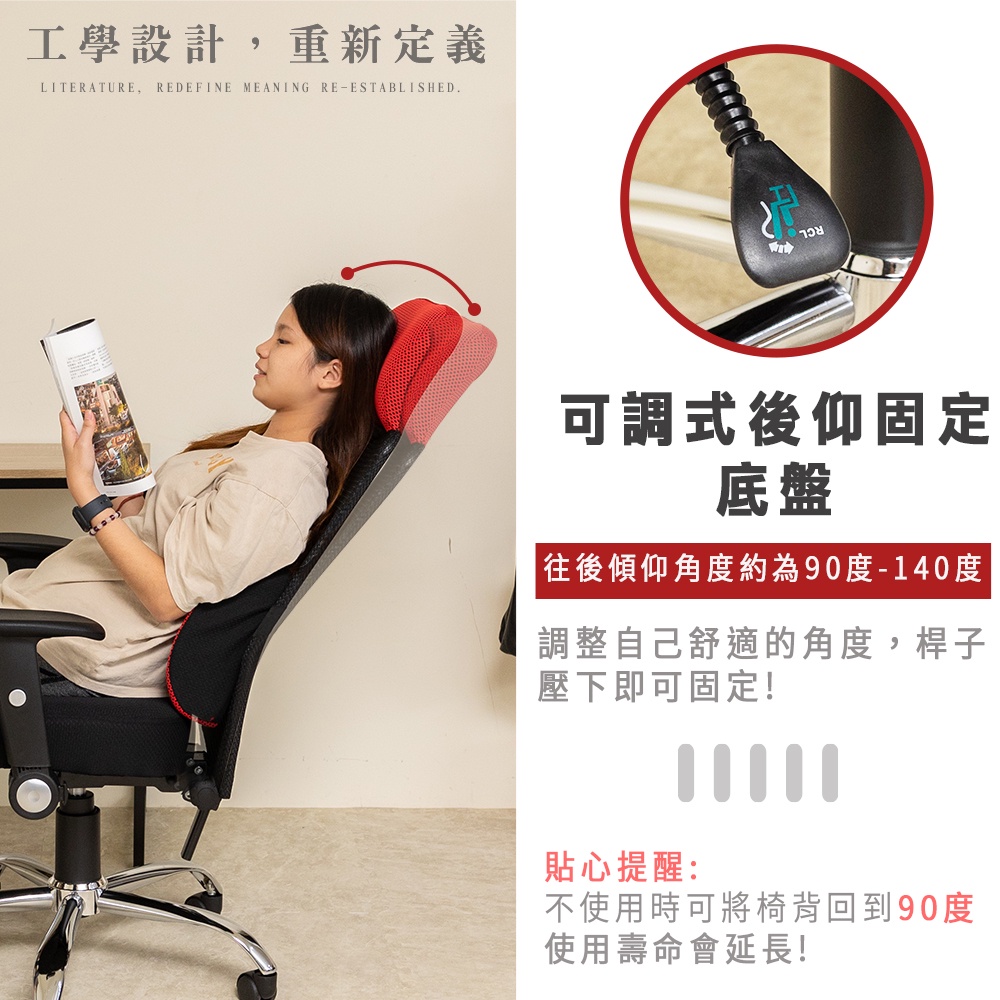 工學設計，重新定義
LITERATURE, REDEFINE MEANING RE-ESTABLISHED.
RCL
可調式後仰固定
底盤
往後傾仰角度約為90度-140度
調整自己舒適的角度，桿子
壓下即可固定!
貼心提醒:
不使用時可將椅背回到90度
使用壽命會延長!